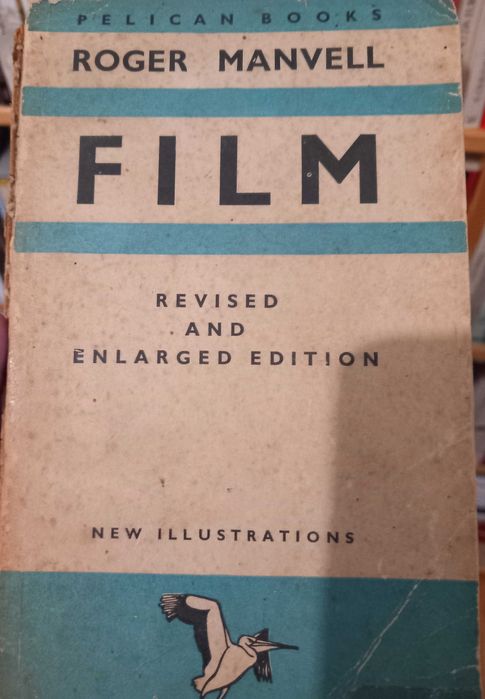 PELICAN BOOKS
ROGER MANVELL
FILM
REVISED
AND
ENLARGED EDITION
NEW ILLUSTRATIONS